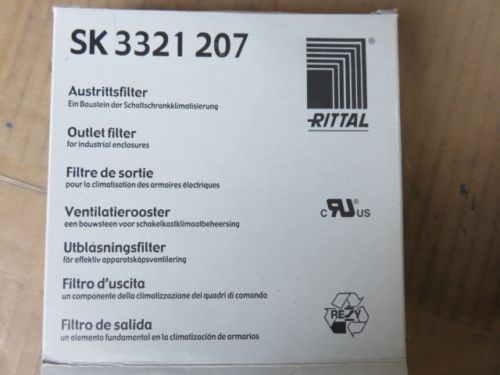 SK 3321 207
®
RITTAL
Austrittsfilter
Ein Baustein der Schaltschrankklimatisierung
Outlet filter
for industrial enclosures
Filtre de sortie
pour la climatisation des armoires électriques
Ventilatierooster
een bouwsteen voor schakelkastklimaatbeheersing
Utblåsningsfilter
för effektiv apparatskåpsventilering
Filtro d'uscita
un componente della climatizzazione dei quadri di comando
Filtro de salida
un elemento fundamental en la climatización de armarios
c RU ® US
RESY